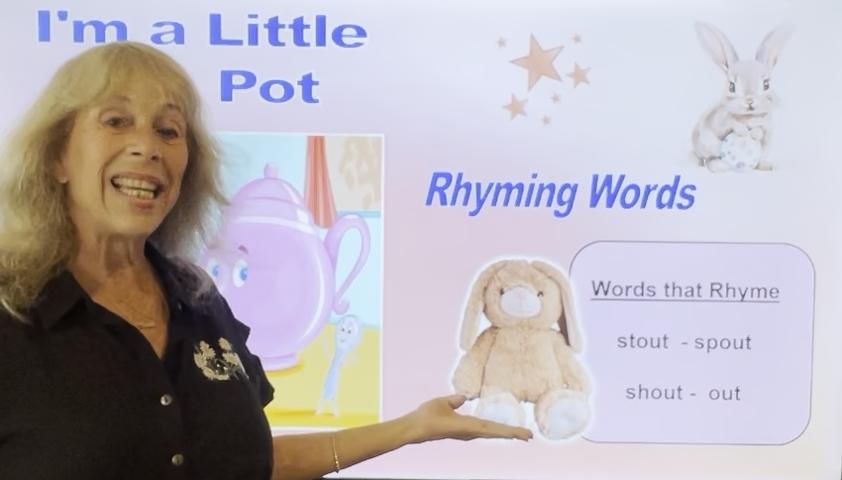 I'm a Little
Pot
Rhyming Words
Words that Rhyme
stout - spout
shout - out